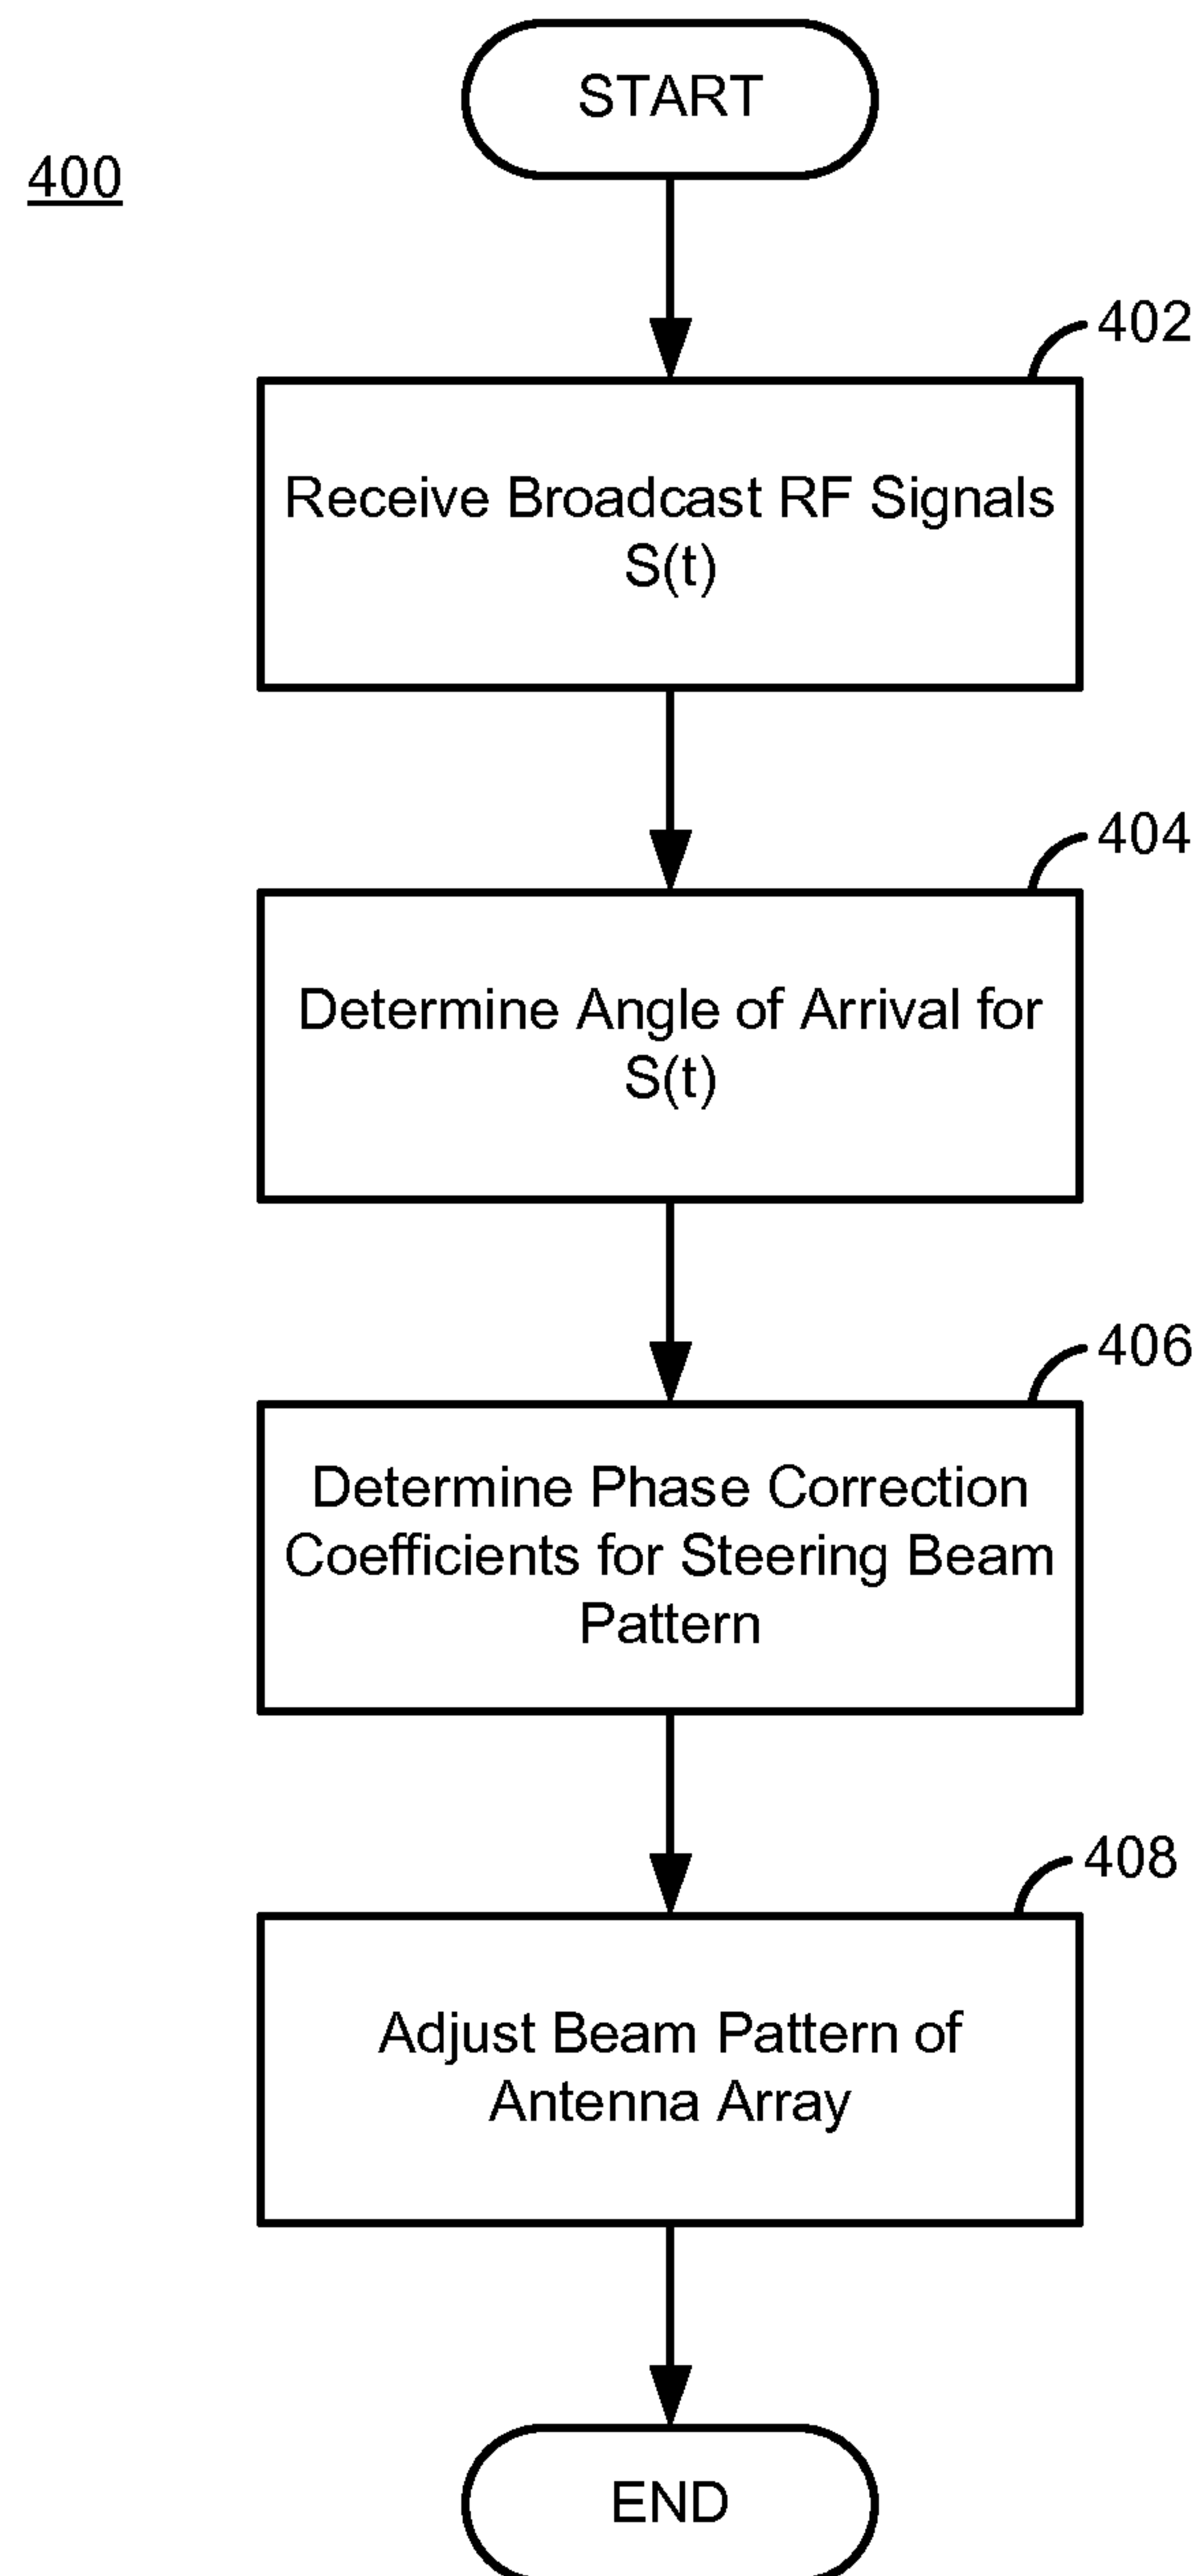 START
400
402
Receive Broadcast RF Signals
S(t)
404
Determine Angle of Arrival for
S(t)
406
Determine Phase Correction
Coefficients for Steering Beam
Pattern
408
Adjust Beam Pattern of
Antenna Array
END